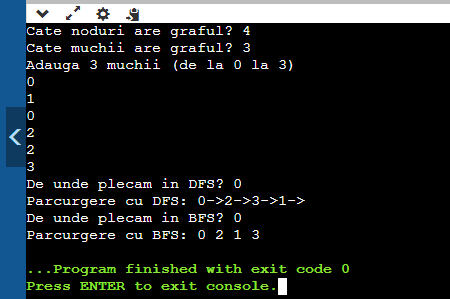 Cate noduri are graful? 4
Cate muchii are graful? 3
Adauga 3 muchii (de la 0 la 3)
0
1
0
2
2
3
De unde plecam in DFS? 0
Parcurgere cu DFS: 0->2->3->1->
De unde plecam in BFS? 0
Parcurgere cu BFS: 0 2 1 3
...Program finished with exit code 0
Press ENTER to exit console.